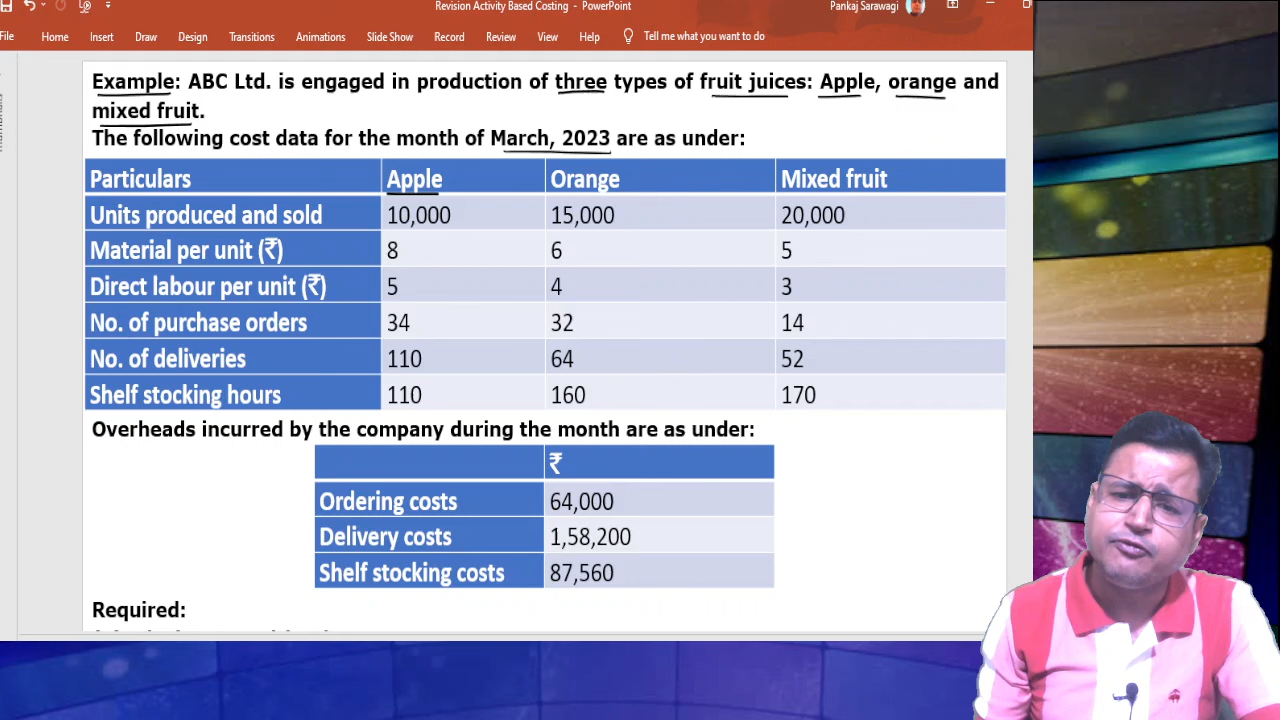 Revision Activity Based Costing - PowerPoint
Pankaj Sarawagi
File Home Insert Draw Design Transitions Animations Slide Show Record Review View Help Tell me what you want to do
Example: ABC Ltd. is engaged in production of three types of fruit juices: Apple, orange and
mixed fruit.
The following cost data for the month of March, 2023 are as under:
Particulars Apple Orange Mixed fruit
Units produced and sold 10,000 15,000 20,000
Material per unit (₹) 8 6 5
Direct labour per unit (₹) 5 4 3
No. of purchase orders 34 32 14
No. of deliveries 110 64 52
Shelf stocking hours 110 160 170
Overheads incurred by the company during the month are as under:
₹
Ordering costs 64,000
Delivery costs 1,58,200
Shelf stocking costs 87,560
Required: